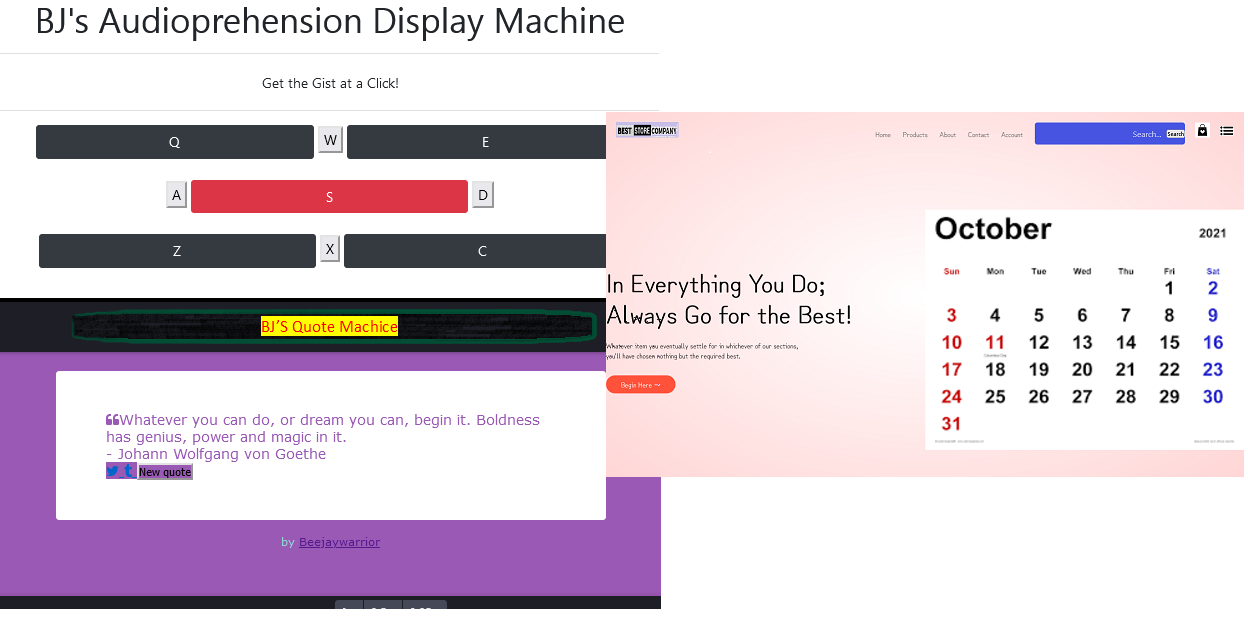 BJ's Audioprehension Display Machine
Get the Gist at a Click!
Q W E
A S D
Z X C
BJ'S Quote Machice
Whatever you can do, or dream you can, begin it. Boldness
has genius, power and magic in it.
- Johann Wolfgang von Goethe
New quote
by Beejaywarrior
BEST STORE COMPANY
Home Products About Contact Account Search... Search
In Everything You Do;
Always Go for the Best!
Whatever item you eventually settle for in whichever of our sections,
you'll have chosen nothing but the required best.
Begin Here
October 2021
Sun Mon Tue Wed Thu Fri Sat
1 2
3 4 5 6 7 8 9
10 11 12 13 14 15 16
Columbus Day
17 18 19 20 21 22 23
24 25 26 27 28 29 30
31